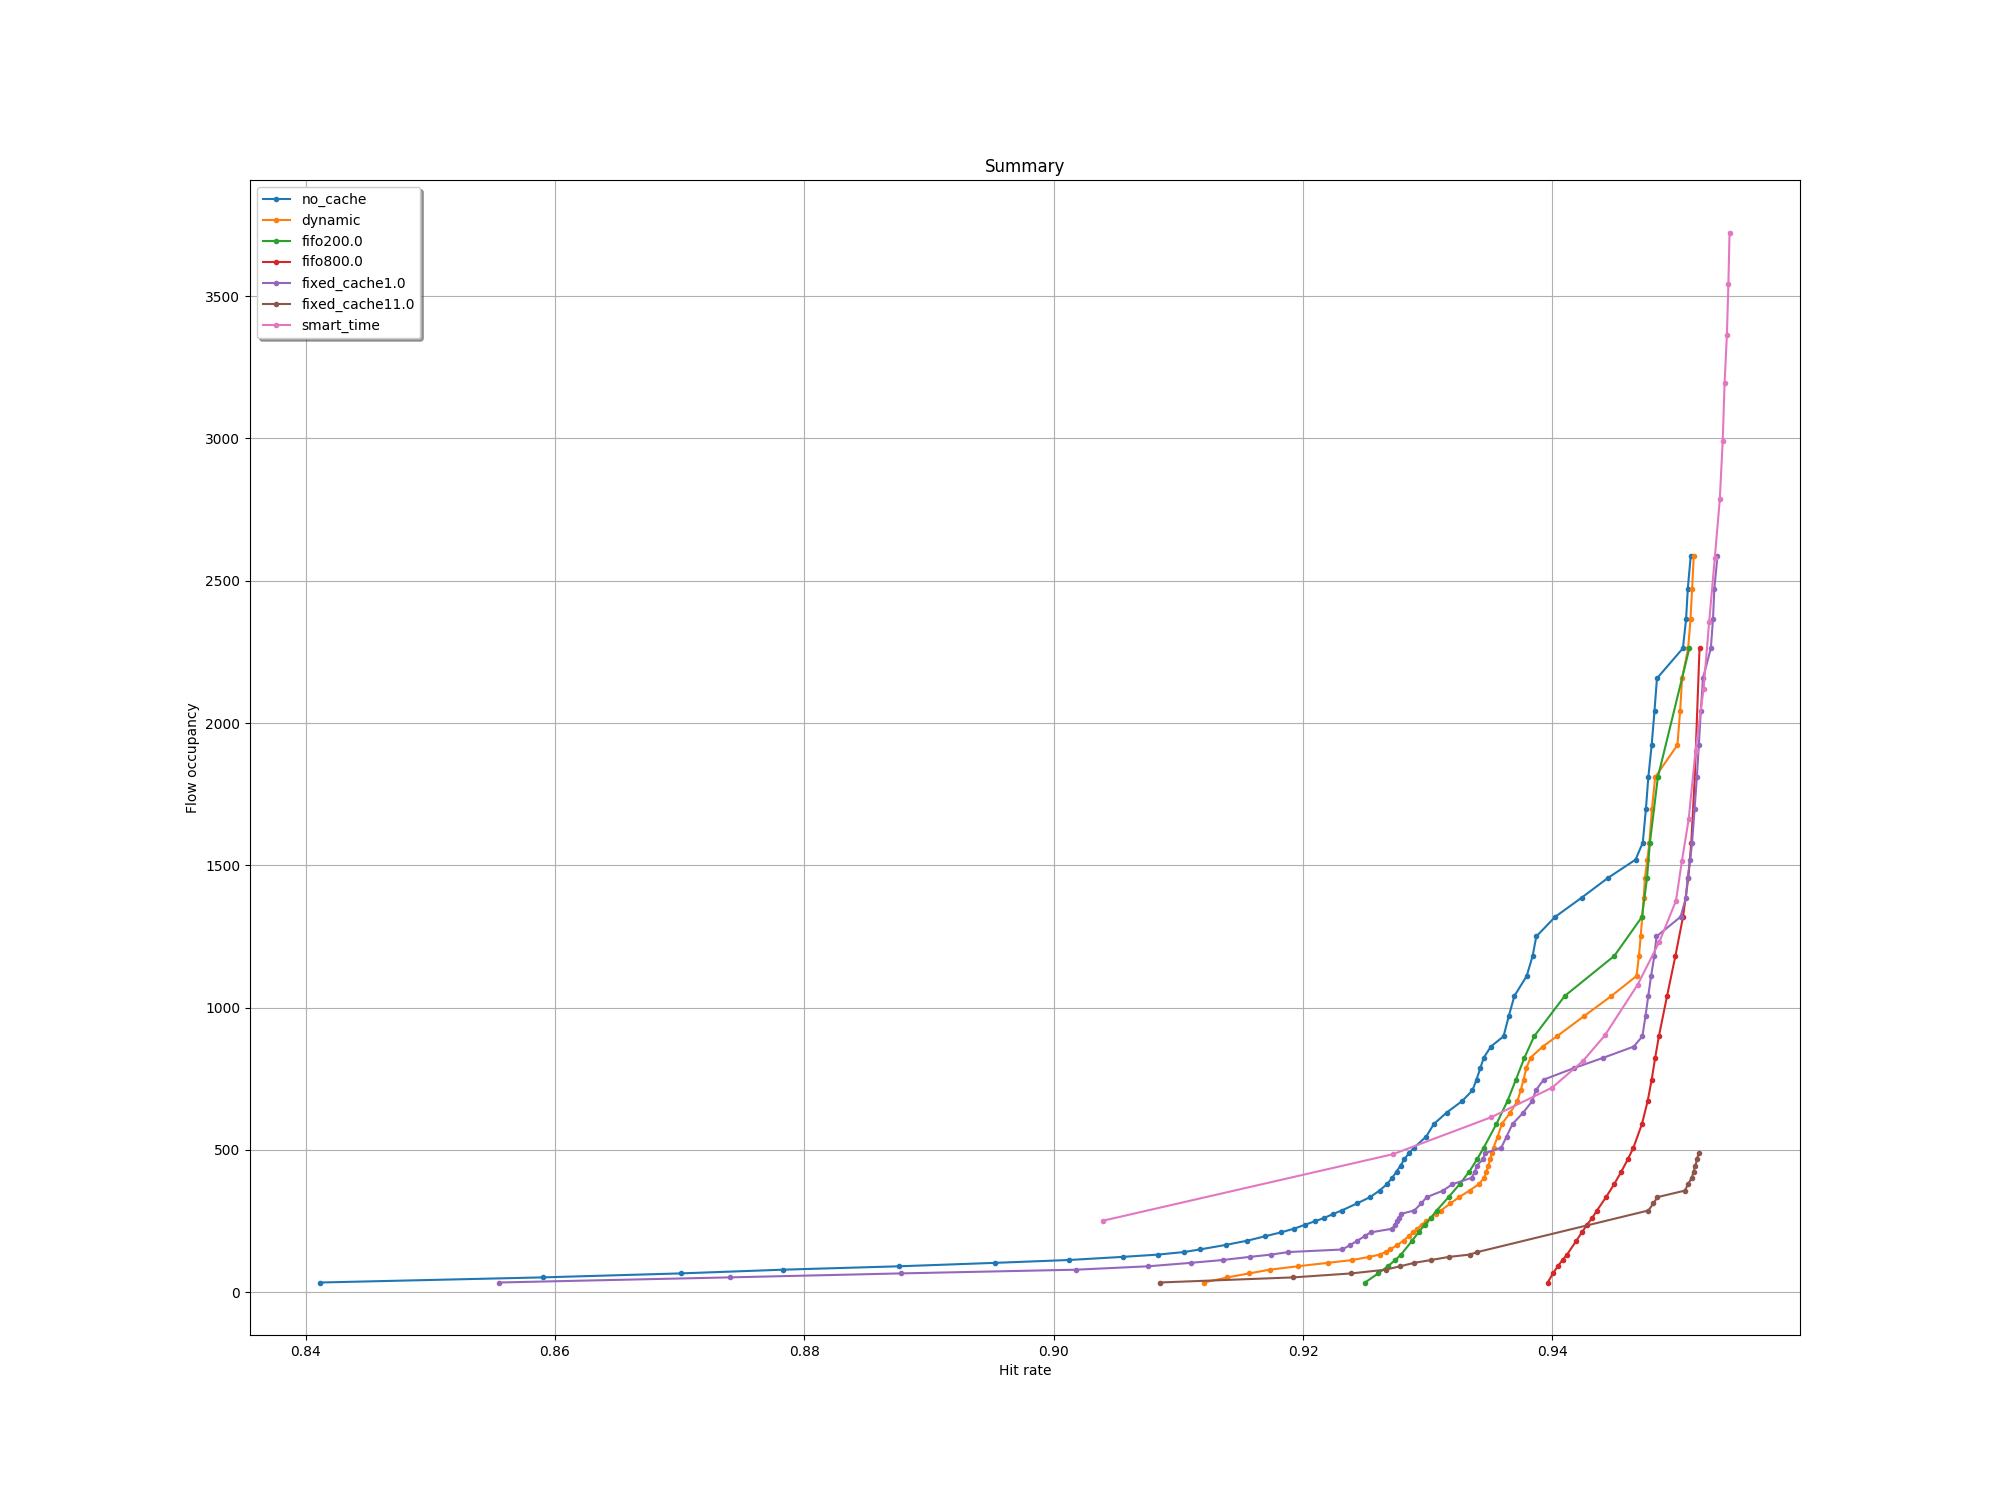 Summary
no_cache
dynamic
fifo200.0
fifo800.0
fixed_cache1.0
fixed_cache11.0
smart_time
3500
3000
2500
2000
1500
1000
500
0
Flow occupancy
0.84 0.86 0.88 0.90 0.92 0.94
Hit rate